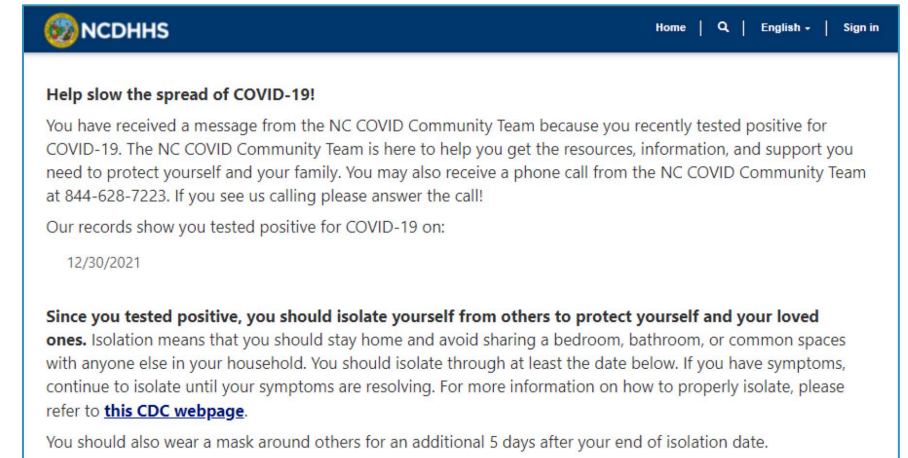 NCDHHS
Home | | English | Sign in
Help slow the spread of COVID-19!
You have received a message from the NC COVID Community Team because you recently tested positive for
COVID-19. The NC COVID Community Team is here to help you get the resources, information, and support you
need to protect yourself and your family. You may also receive a phone call from the NC COVID Community Team
at 844-628-7223. If you see us calling please answer the call!
Our records show you tested positive for COVID-19 on:
12/30/2021
Since you tested positive, you should isolate yourself from others to protect yourself and your loved
ones. Isolation means that you should stay home and avoid sharing a bedroom, bathroom, or common spaces
with anyone else in your household. You should isolate through at least the date below. If you have symptoms,
continue to isolate until your symptoms are resolving. For more information on how to properly isolate, please
refer to this CDC webpage.
You should also wear a mask around others for an additional 5 days after your end of isolation date.